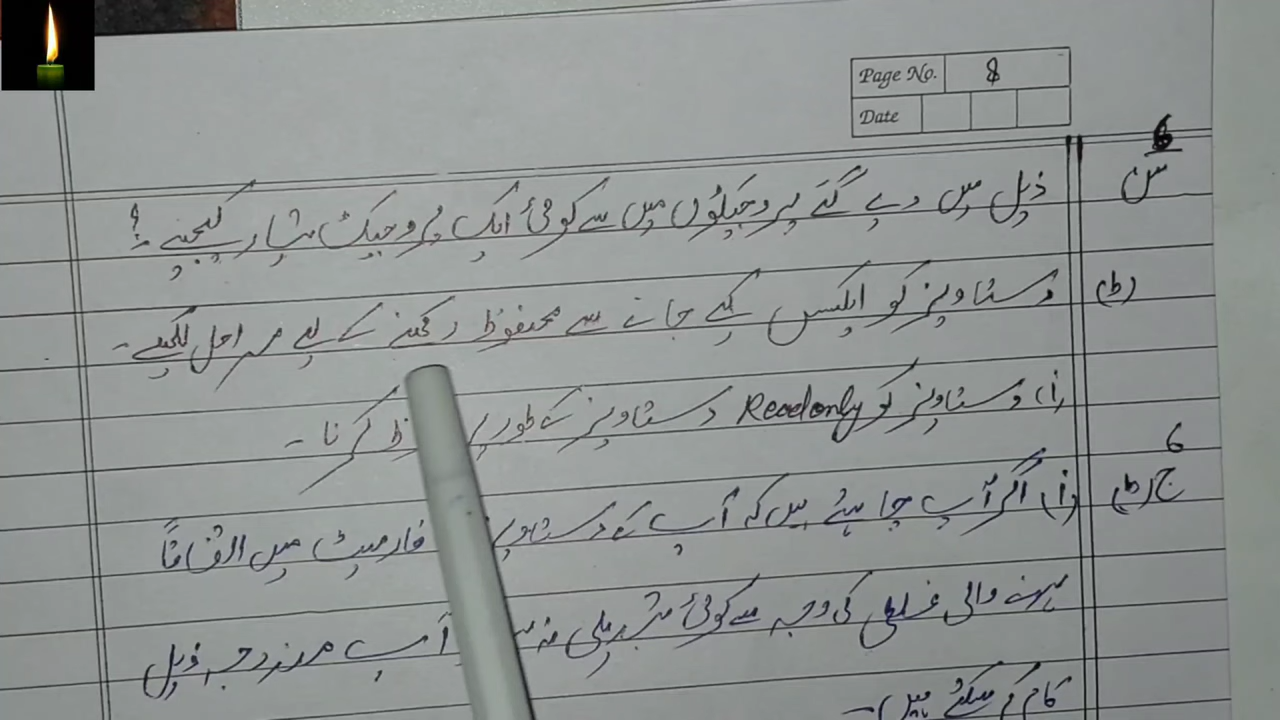 Page No. 8
Date
6
س ذیل میں دیے گئے پروجیکٹوں میں سے کوئی ایک پروجیکٹ تیار کیجیے۔؟
(ط) دستاویز کو ایکسس کیے جانے سے محفوظ رکھنے کے لیے مراحل لکھیے۔
(i) دستاویز کو Readonly دستاویز کے طور پر کرنا۔
6
ج (ط) (i) اگر آپ چاہتے ہیں کہ آپ کے دستاویز فارمیٹ میں اتفاقاً
ہونے والی غلطی کی وجہ سے کوئی تبدیلی نہ آپ مندرجہ ذیل
کام کر سکتے ہیں۔